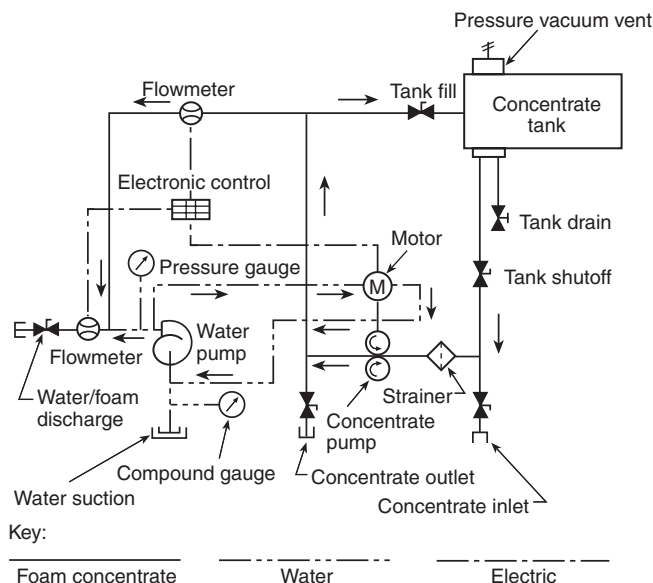 Pressure vacuum vent
Flowmeter
Tank fill
Concentrate
tank
Electronic control
Tank drain
Motor
Pressure gauge
Tank shutoff
M
Water
pump
Flowmeter
Strainer
Water/foam
discharge
Concentrate
pump
Compound gauge
Concentrate outlet
Water suction
Concentrate inlet
Key:
Foam concentrate
Water
Electric